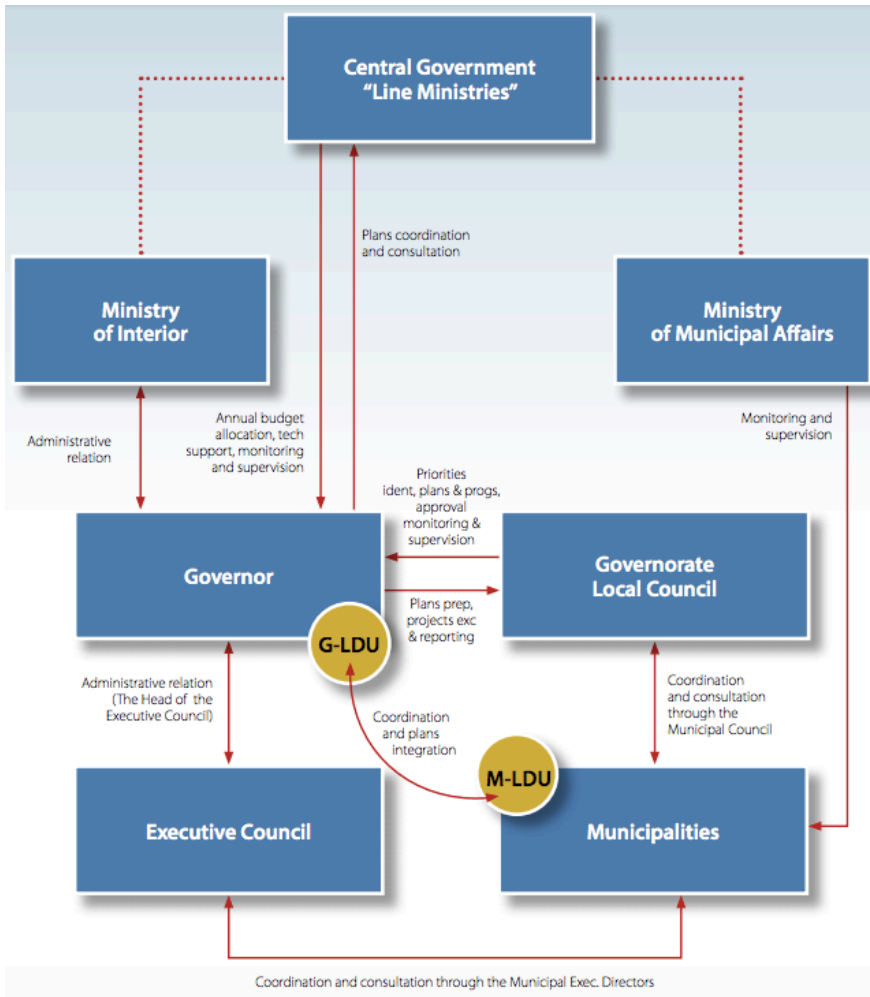 Central Government
“Line Ministries”
Plans coordination
and consultation
Ministry
of Interior
Ministry
of Municipal Affairs
Administrative
relation
Annual budget
allocation, tech
support, monitoring
and supervision
Monitoring and
supervision
Priorities
ident, plans & progs,
approval
monitoring &
supervision
Governor
Governorate
Local Council
Plans prep,
projects exc
& reporting
G-LDU
Administrative relation
(The Head of the
Executive Council)
Coordination
and consultation
through the
Municipal Council
Coordination
and plans
integration
M-LDU
Executive Council
Municipalities
Coordination and consultation through the Municipal Exec. Directors